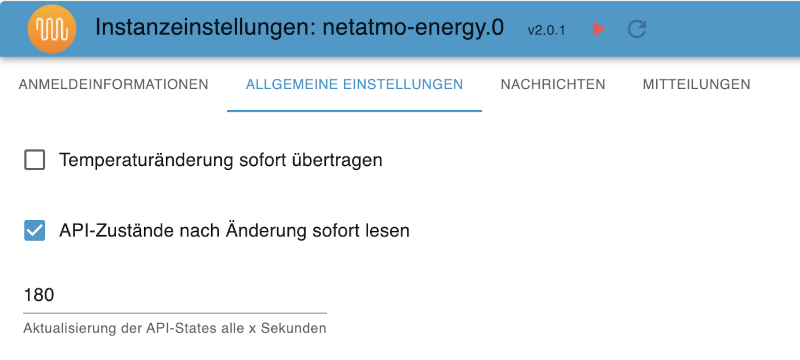 Instanzeinstellungen: netatmo-energy.0 v2.0.1
ANMELDEINFORMATIONEN ALLGEMEINE EINSTELLUNGEN NACHRICHTEN MITTEILUNGEN
Temperaturänderung sofort übertragen
API-Zustände nach Änderung sofort lesen
180
Aktualisierung der API-States alle x Sekunden